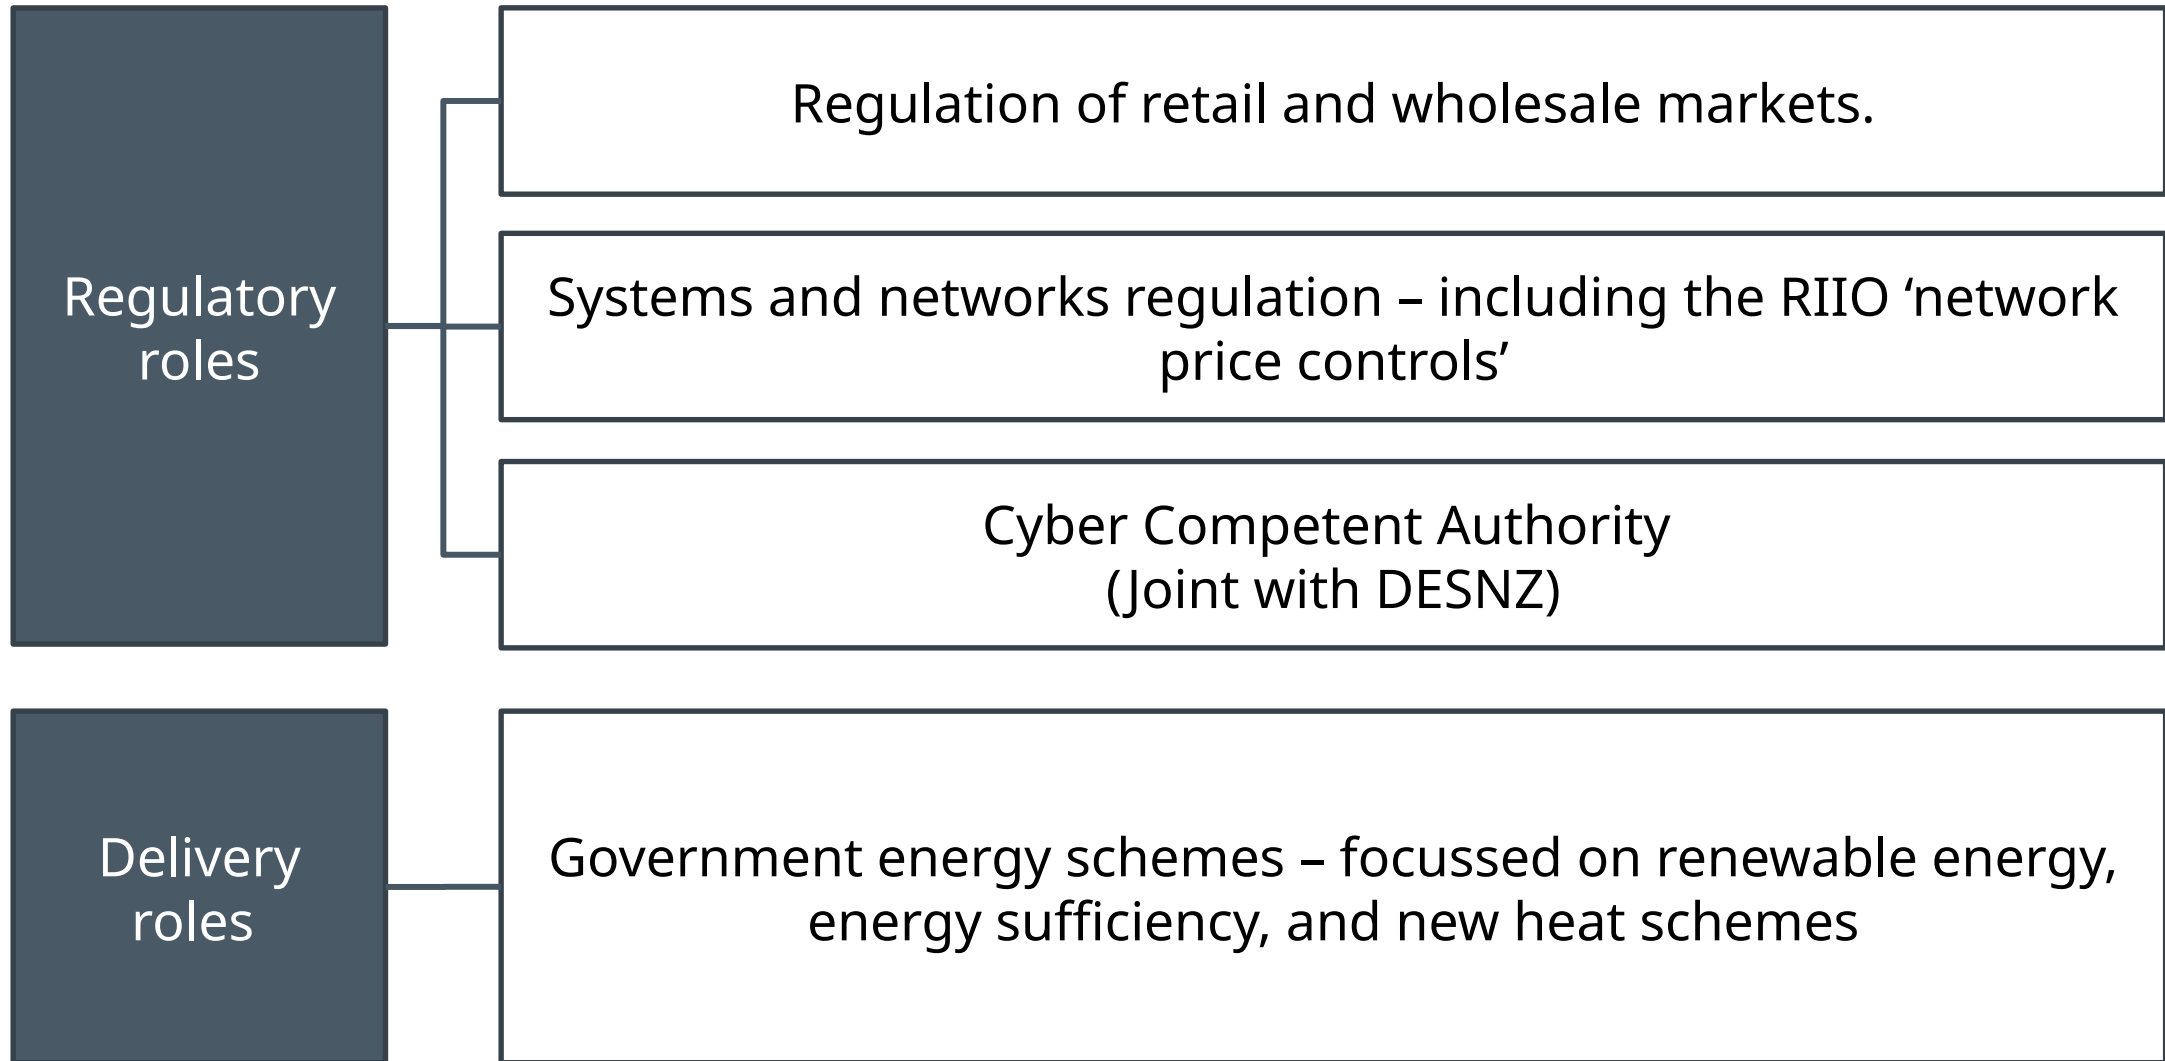 Regulatory
roles
Regulation of retail and wholesale markets.
Systems and networks regulation – including the RIIO ‘network
price controls’
Cyber Competent Authority
(Joint with DESNZ)
Delivery
roles
Government energy schemes – focussed on renewable energy,
energy sufficiency, and new heat schemes